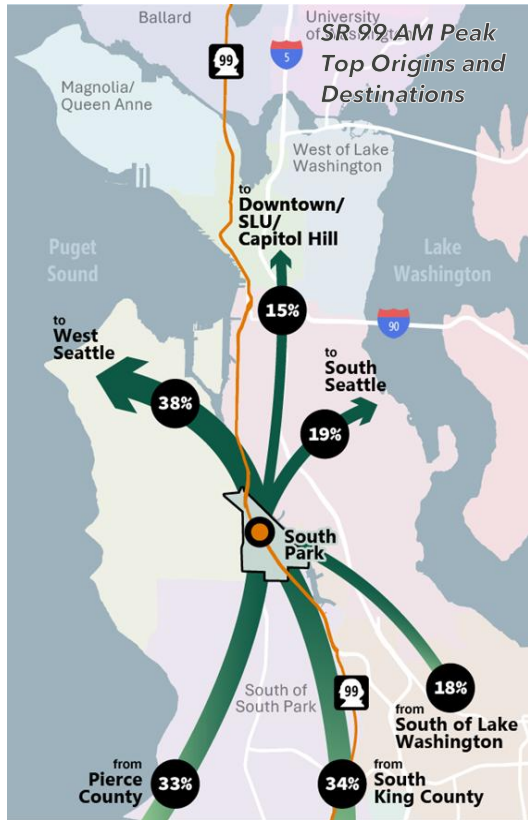 Ballard
University
of Washington
SR 99 AM Peak
Top Origins and
Destinations
99
5
Magnolia/
Queen Anne
West of Lake
Washington
to
Downtown/
SLU/
Capitol Hill
Puget
Sound
Lake
Washington
15%
90
to
West
Seattle
to
South
Seattle
38%
19%
South
Park
South of
South Park
99
18%
from
South of Lake
Washington
from
Pierce
County
33%
34%
from
South
King County